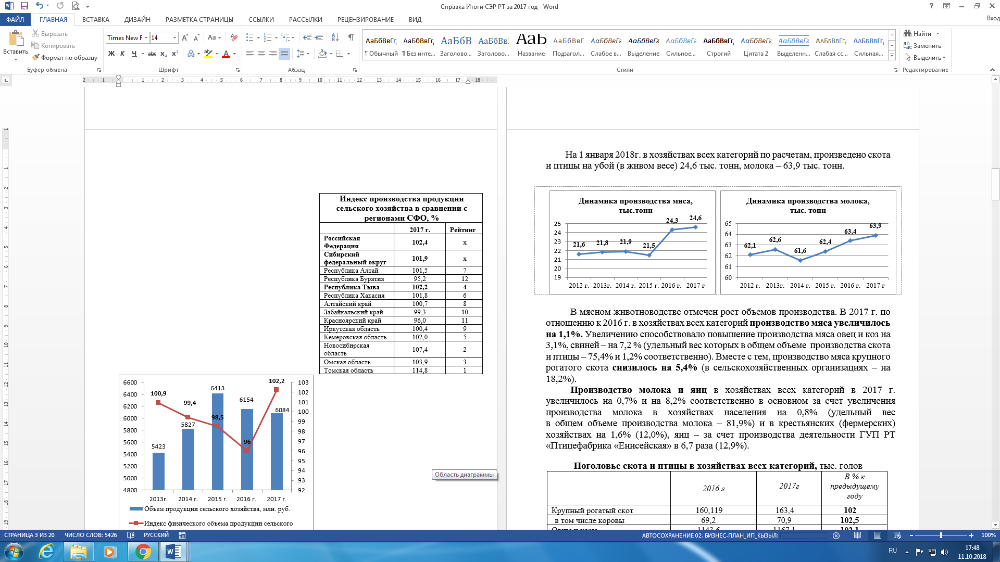 Справка Итоги СЭР РТ за 2017 год - Word
Вход
ФАЙЛ ГЛАВНАЯ ВСТАВКА ДИЗАЙН РАЗМЕТКА СТРАНИЦЫ ССЫЛКИ РАССЫЛКИ РЕЦЕНЗИРОВАНИЕ ВИД
Вставить
Вырезать
Копировать
Формат по образцу
Буфер обмена
Times New R 14
Шрифт
Абзац
АаБбВвГг, АаБбВвГг, АаБбВ АаБбВв АаБ АаБбВвГ АаБбВвГг АаБбВвГг АаБбВвГг АаБбВвГг, АаБбВвГг АаБбВвГг ААББВВГГ, ААББВВГГ,
¶ Обычный ¶ Без инте... Заголово... Заголово... Название Подзагол... Слабое в... Выделение Сильное... Строгий Цитата 2 Выделенн... Слабая сс... Сильная...
Стили
Найти
Заменить
Выделить
Редактирование
2 1 1 2 3 4 5 6 7 8 9 10 11 12 13 14 15 16 17 18
Индекс производства продукции
сельского хозяйства в сравнении с
регионами СФО, %
2017 г. Рейтинг
Российская
Федерация 102,4 х
Сибирский
федеральный округ 101,9 х
Республика Алтай 101,5 7
Республика Бурятия 95,2 12
Республика Тыва 102,2 4
Республика Хакасия 101,8 6
Алтайский край 100,7 8
Забайкальский край 99,3 10
Красноярский край 96,0 11
Иркутская область 100,4 9
Кемеровская область 102,0 5
Новосибирская
область 107,4 2
Омская область 103,9 3
Томская область 114,8 1
6600 6400 6200 6000 5800 5600 5400 5200 5000 4800
100,9 99,4 98,5 96 102,2
5423 5827 6413 6154 6084
103 102 101 100 99 98 97 96 95 94 93 92
2013г. 2014 г. 2015 г. 2016 г. 2017 г.
Объем продукции сельского хозяйства, млн. руб.
Индекс физического объема продукции сельского
Область диаграммы
На 1 января 2018г. в хозяйствах всех категорий по расчетам, произведено скота
и птицы на убой (в живом весе) 24,6 тыс. тонн, молока – 63,9 тыс. тонн.
Динамика производства мяса,
тыс.тонн
25 24 23 22 21 20 19
21,6 21,8 21,9 21,5 24,3 24,6
2012 г. 2013г. 2014 г. 2015 г. 2016 г. 2017 г
Динамика производства молока,
тыс. тонн
65 64 63 62 61 60
62,1 62,6 61,6 62,4 63,4 63,9
2012 г. 2013г. 2014 г. 2015 г. 2016 г. 2017 г
В мясном животноводстве отмечен рост объемов производства. В 2017 г. по
отношению к 2016 г. в хозяйствах всех категорий производство мяса увеличилось
на 1,1%. Увеличению способствовало повышение производства мяса овец и коз на
3,1%, свиней – на 7,2 % (удельный вес которых в общем объеме производства скота
и птицы – 75,4% и 1,2% соответственно). Вместе с тем, производство мяса крупного
рогатого скота снизилось на 5,4% (в сельскохозяйственных организациях – на
18,2%).
Производство молока и яиц в хозяйствах всех категорий в 2017 г.
увеличилось на 0,7% и на 8,2% соответственно в основном за счет увеличения
производства молока в хозяйствах населения на 0,8% (удельный вес
в общем объеме производства молока – 81,9%) и в крестьянских (фермерских)
хозяйствах на 1,6% (12,0%), яиц – за счет производства деятельности ГУП РТ
«Птицефабрика «Енисейская» в 6,7 раза (12,9%).
Поголовье скота и птицы в хозяйствах всех категорий, тыс. голов
2016 г 2017г В % к
предыдущему
году
Крупный рогатый скот 160,119 163,4 102
в том числе коровы 69,2 70,9 102,5
СТРАНИЦА 3 ИЗ 20 ЧИСЛО СЛОВ: 5426 РУССКИЙ
АВТОСОХРАНЕНИЕ 02. БИЗНЕС-ПЛАН_ИП_КЫЗЫЛ:
100%
RU
17:48
11.10.2018